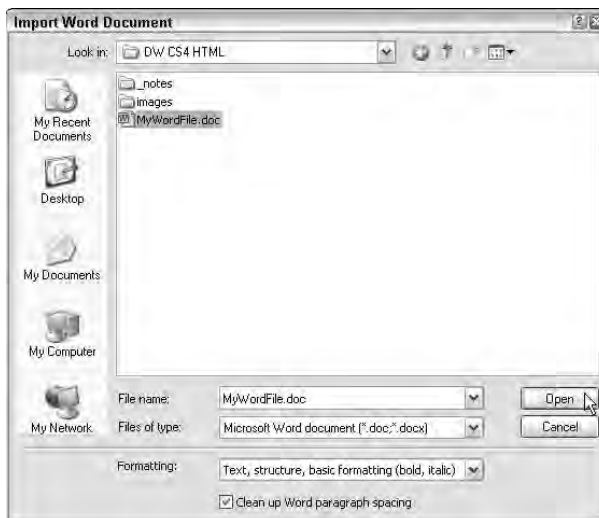 Import Word Document
Look in: DW CS4 HTML
_notes
images
MyWordFile.doc
My Recent
Documents
Desktop
My Documents
My Computer
My Network
File name: MyWordFile.doc Open
Files of type: Microsoft Word document (*.doc;*.docx) Cancel
Formatting: Text, structure, basic formatting (bold, italic)
Clean up Word paragraph spacing